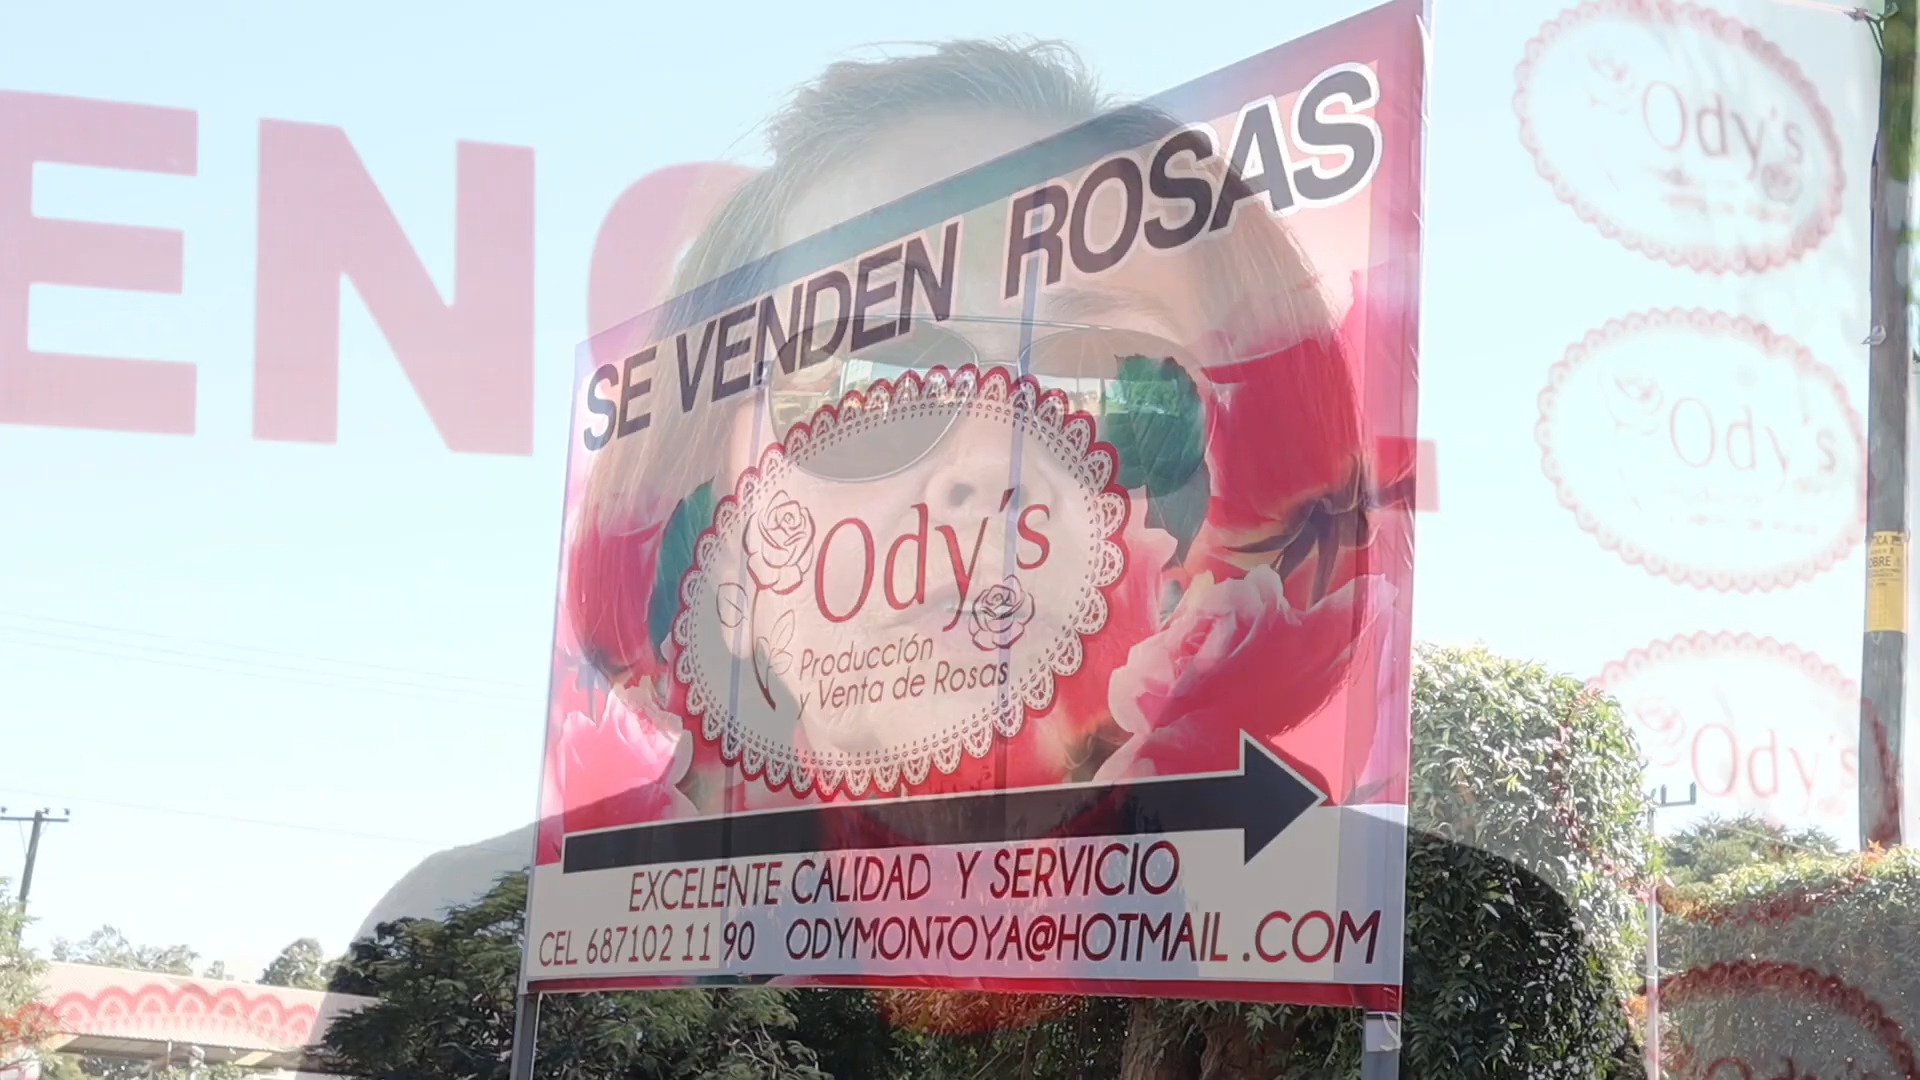 ENC
SE VENDEN ROSAS
Ody's
Producción
y Venta de Rosas
EXCELENTE CALIDAD Y SERVICIO
CEL 687102 11 90 ODYMONTOYA@HOTMAIL .COM
Ody's
Ody's
Ody's